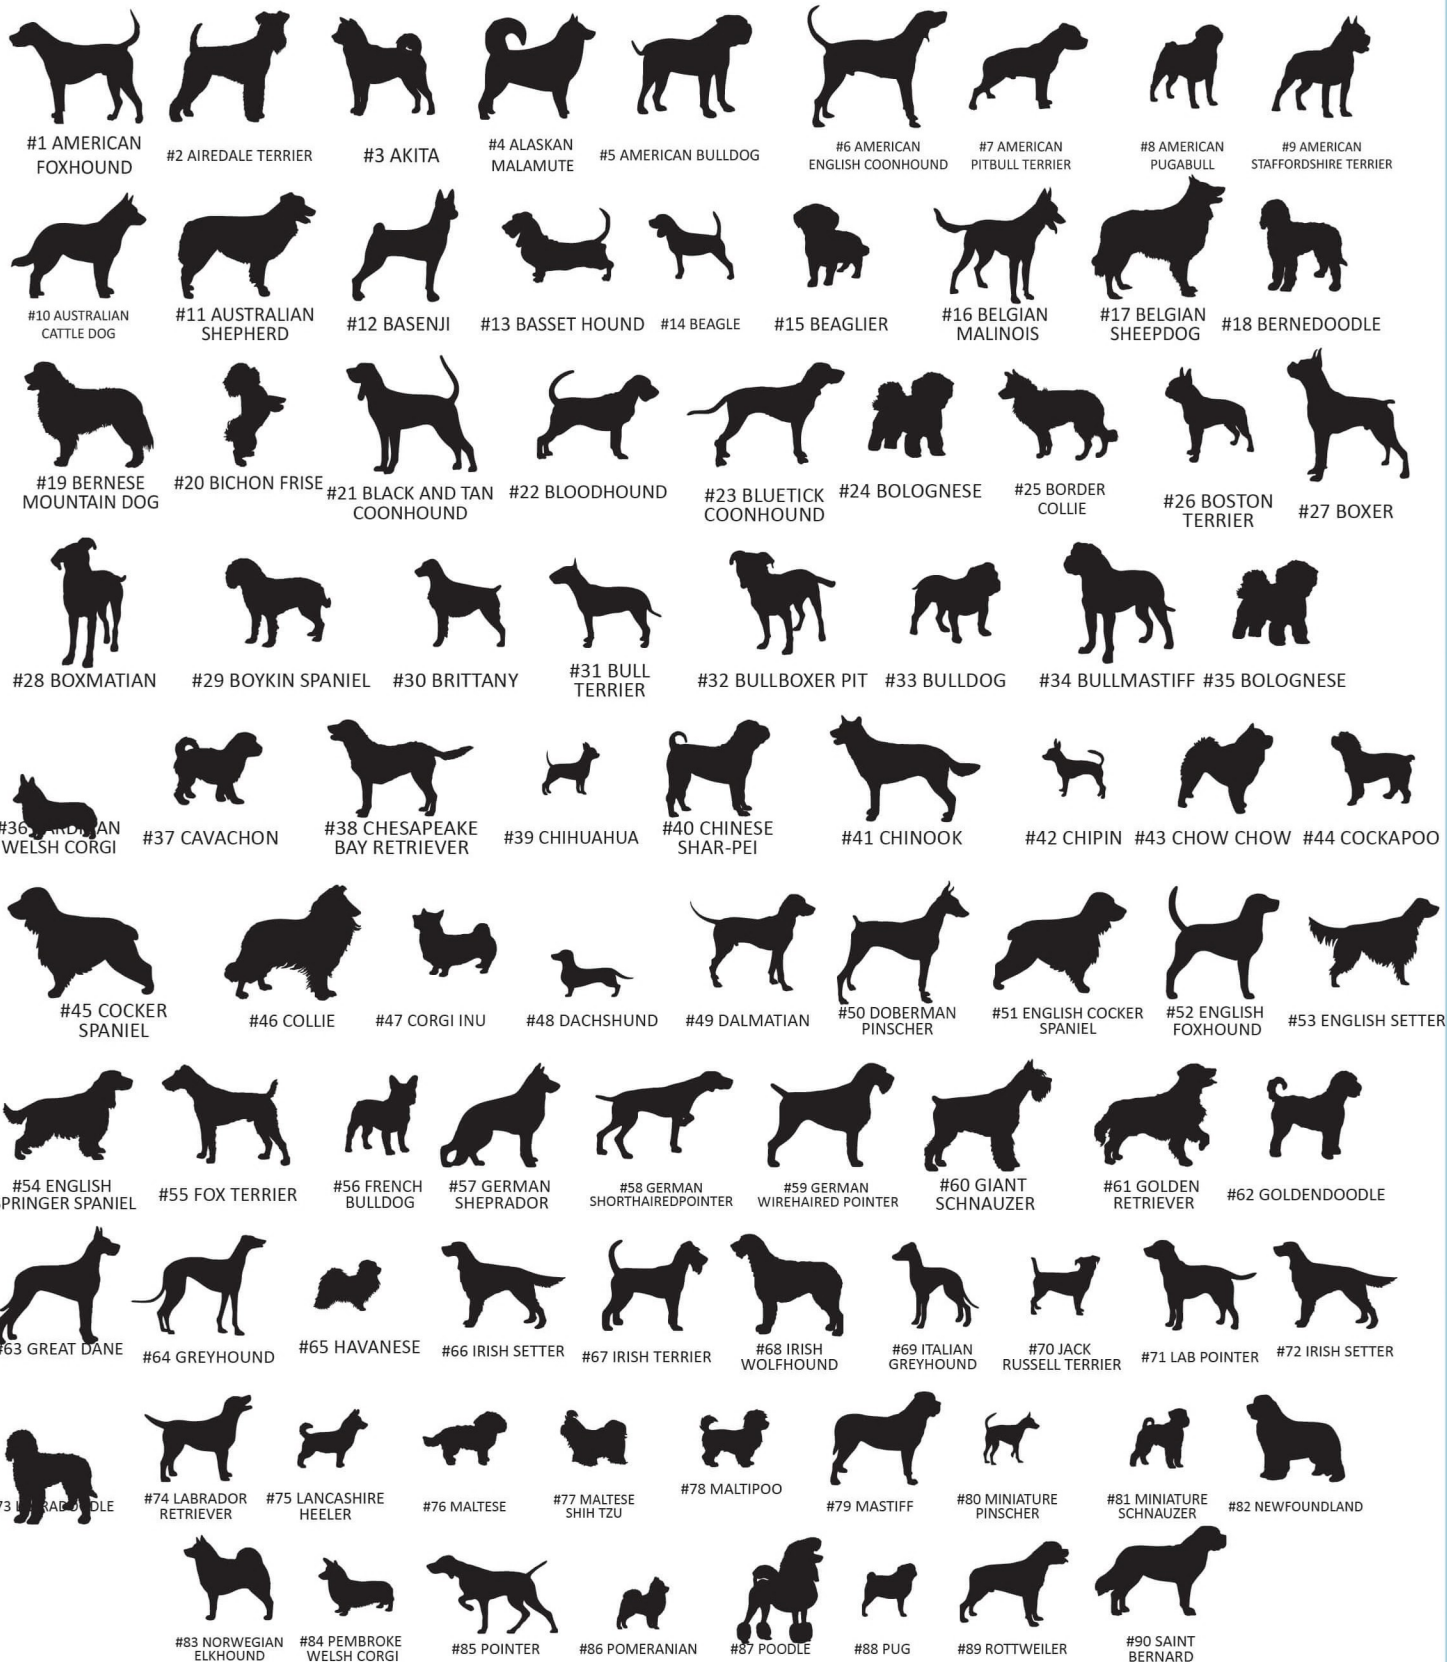 #1 AMERICAN
FOXHOUND
#2 AIREDALE TERRIER
#3 AKITA
#4 ALASKAN
MALAMUTE
#5 AMERICAN BULLDOG
#6 AMERICAN
ENGLISH COONHOUND
#7 AMERICAN
PITBULL TERRIER
#8 AMERICAN
PUGABULL
#9 AMERICAN
STAFFORDSHIRE TERRIER
#10 AUSTRALIAN
CATTLE DOG
#11 AUSTRALIAN
SHEPHERD
#12 BASENJI
#13 BASSET HOUND
#14 BEAGLE
#15 BEAGLIER
#16 BELGIAN
MALINOIS
#17 BELGIAN
SHEEPDOG
#18 BERNEDOODLE
#19 BERNESE
MOUNTAIN DOG
#20 BICHON FRISE
#21 BLACK AND TAN
COONHOUND
#22 BLOODHOUND
#23 BLUETICK
COONHOUND
#24 BOLOGNESE
#25 BORDER
COLLIE
#26 BOSTON
TERRIER
#27 BOXER
#28 BOXMATIAN
#29 BOYKIN SPANIEL
#30 BRITTANY
#31 BULL
TERRIER
#32 BULLBOXER PIT
#33 BULLDOG
#34 BULLMASTIFF
#35 BOLOGNESE
#36
WELSH CORGI
#37 CAVACHON
#38 CHESAPEAKE
BAY RETRIEVER
#39 CHIHUAHUA
#40 CHINESE
SHAR-PEI
#41 CHINOOK
#42 CHIPIN
#43 CHOW CHOW
#44 COCKAPOO
#45 COCKER
SPANIEL
#46 COLLIE
#47 CORGI INU
#48 DACHSHUND
#49 DALMATIAN
#50 DOBERMAN
PINSCHER
#51 ENGLISH COCKER
SPANIEL
#52 ENGLISH
FOXHOUND
#53 ENGLISH SETTER
#54 ENGLISH
PRINGER SPANIEL
#55 FOX TERRIER
#56 FRENCH
BULLDOG
#57 GERMAN
SHEPRADOR
#58 GERMAN
SHORTHAIREDPOINTER
#59 GERMAN
WIREHAIRED POINTER
#60 GIANT
SCHNAUZER
#61 GOLDEN
RETRIEVER
#62 GOLDENDOODLE
#63 GREAT DANE
#64 GREYHOUND
#65 HAVANESE
#66 IRISH SETTER
#67 IRISH TERRIER
#68 IRISH
WOLFHOUND
#69 ITALIAN
GREYHOUND
#70 JACK
RUSSELL TERRIER
#71 LAB POINTER
#72 IRISH SETTER
73
#74 LABRADOR
RETRIEVER
#75 LANCASHIRE
HEELER
#76 MALTESE
#77 MALTESE
SHIH TZU
#78 MALTIPOO
#79 MASTIFF
#80 MINIATURE
PINSCHER
#81 MINIATURE
SCHNAUZER
#82 NEWFOUNDLAND
#83 NORWEGIAN
ELKHOUND
#84 PEMBROKE
WELSH CORGI
#85 POINTER
#86 POMERANIAN
#87 POODLE
#88 PUG
#89 ROTTWEILER
#90 SAINT
BERNARD